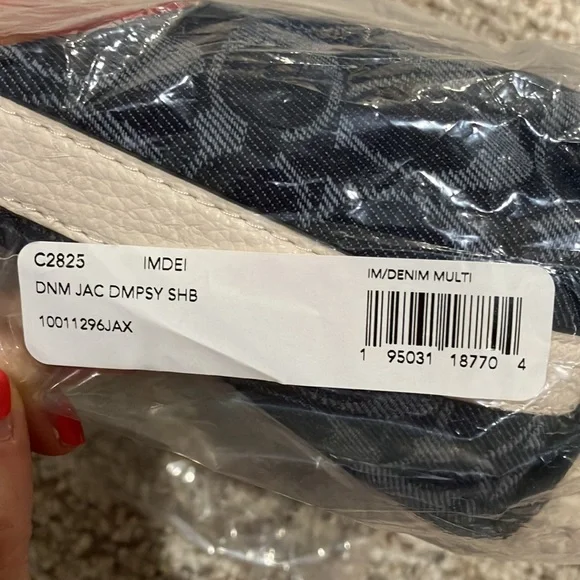 C2825 IMDEI IM/DENIM MULTI
DNM JAC DMPSY SHB
10011296JAX
1 95031 18770 4